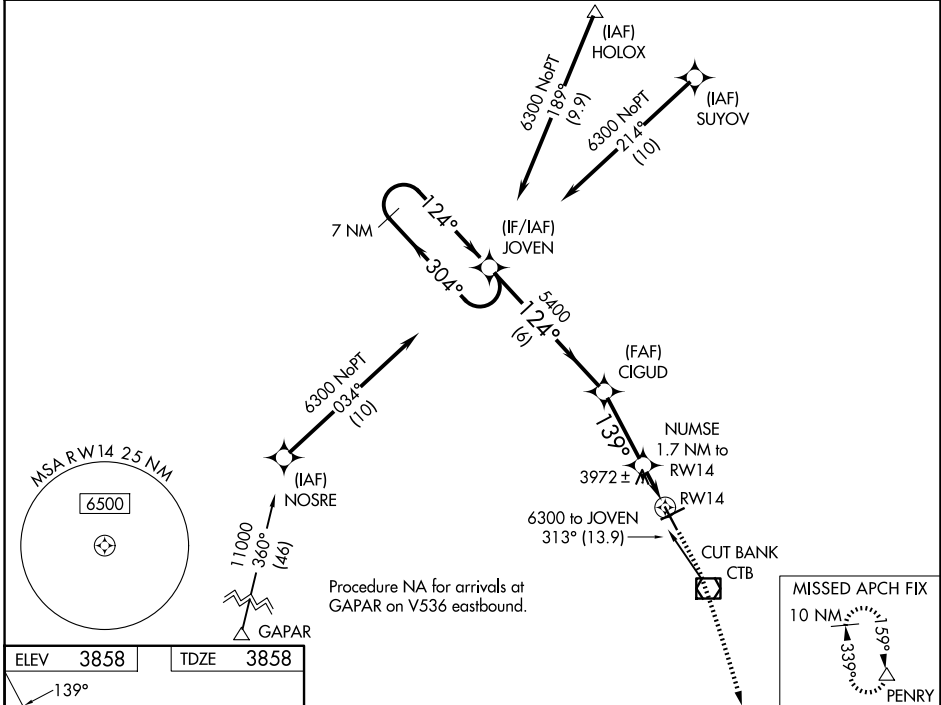 (IAF)
HOLOX
6300 NoPT
189°
(9.9)
(IAF)
SUYOV
6300 NoPT
214°
(10)
7 NM
124°
304°
(IF/IAF)
JOVEN
5400
124°
(6)
(FAF)
CIGUD
139°
NUMSE
1.7 NM to
RW14
3972 ±
RW14
6300 NoPT
034°
(10)
(IAF)
NOSRE
MSA RW14 25 NM
6500
11000
360°
(46)
GAPAR
6300 to JOVEN
313° (13.9)
CUT BANK
CTB
Procedure NA for arrivals at
GAPAR on V536 eastbound.
MISSED APCH FIX
10 NM
159°
339°
PENRY
ELEV 3858
TDZE 3858
139°